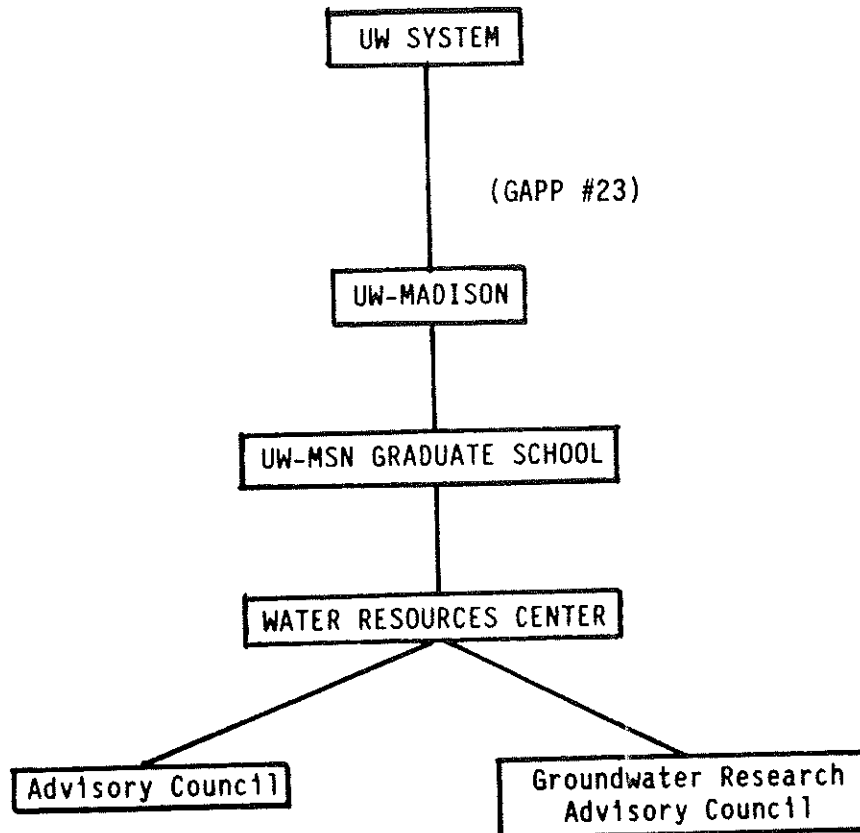 UW SYSTEM
(GAPP #23)
UW-MADISON
UW-MSN GRADUATE SCHOOL
WATER RESOURCES CENTER
Advisory Council
Groundwater Research
Advisory Council